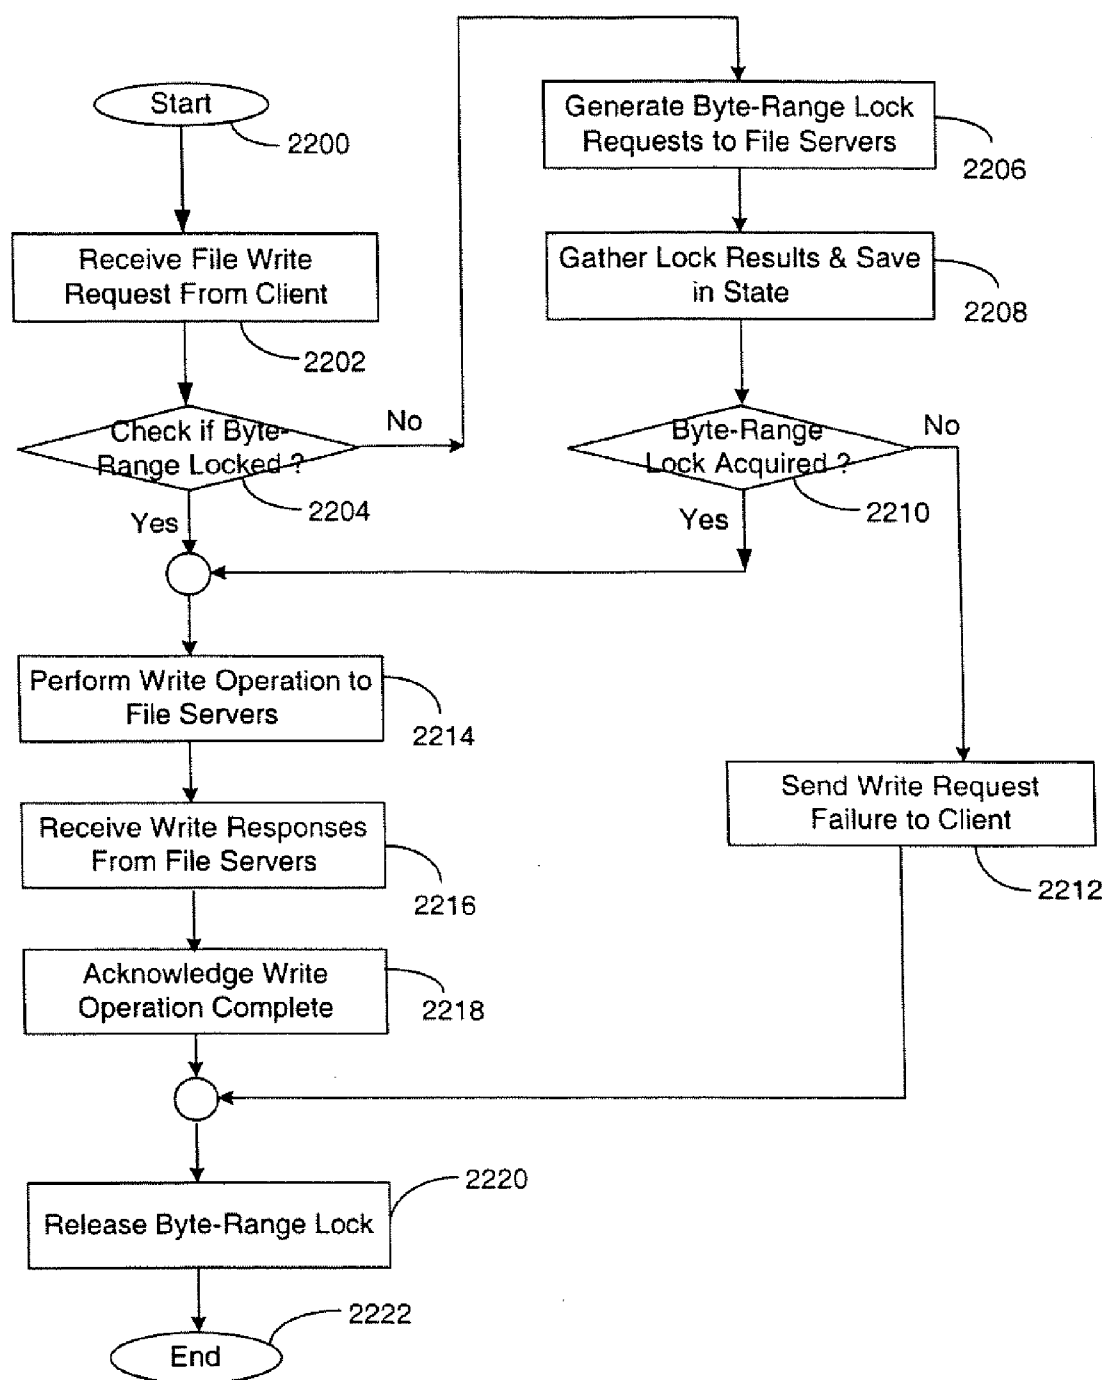 Start
2200
Receive File Write
Request From Client
2202
Check if Byte-
Range Locked ?
2204
No
Yes
Generate Byte-Range Lock
Requests to File Servers
2206
Gather Lock Results & Save
in State
2208
Byte-Range
Lock Acquired ?
2210
No
Yes
Perform Write Operation to
File Servers
2214
Send Write Request
Failure to Client
2212
Receive Write Responses
From File Servers
2216
Acknowledge Write
Operation Complete
2218
Release Byte-Range Lock
2220
End
2222